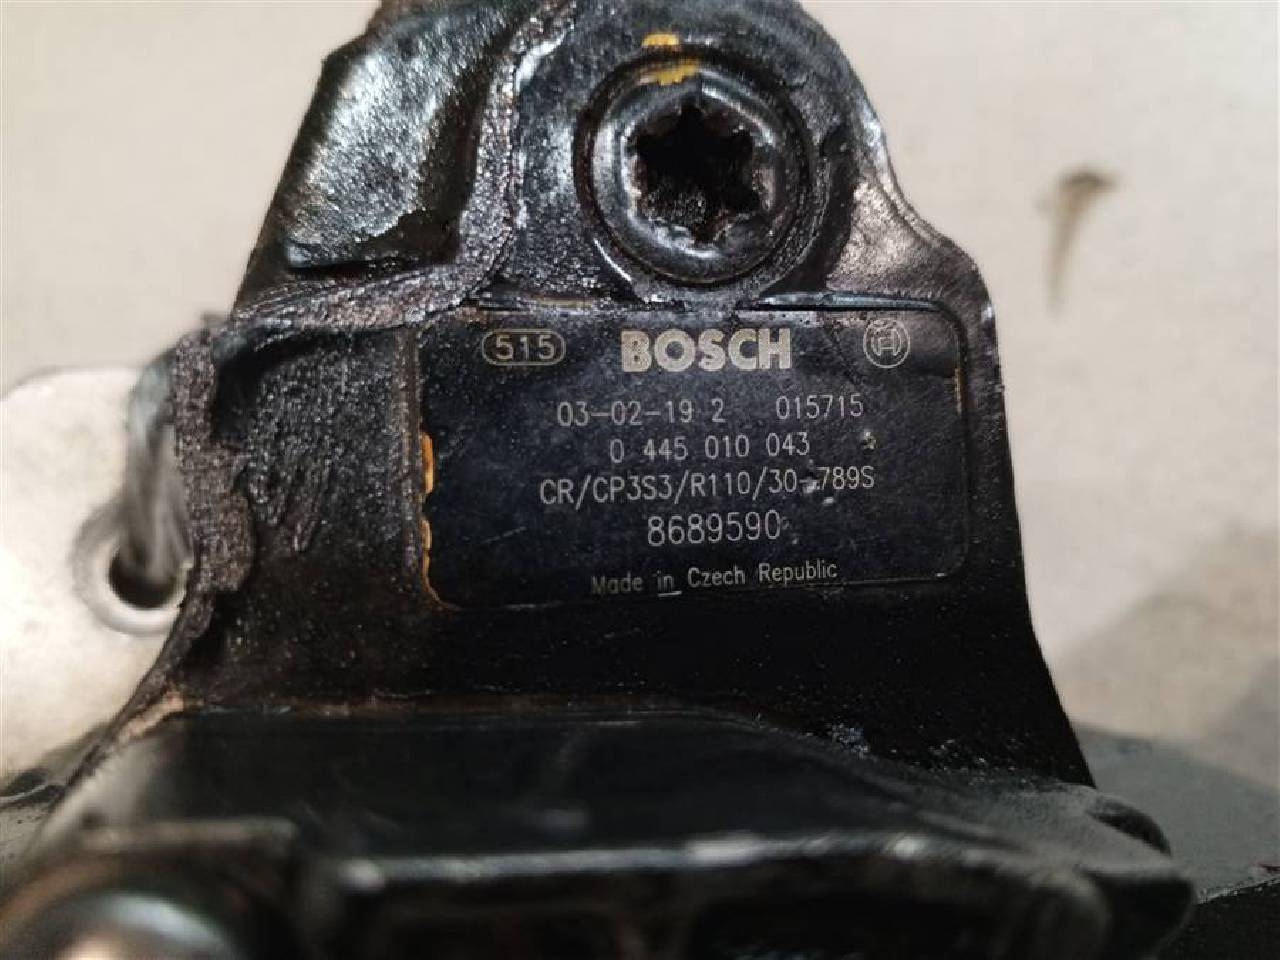 515 BOSCH
03-02-19 2 015715
0 445 010 043
CR/CP3S3/R110/30-789S
8689590
Made in Czech Republic